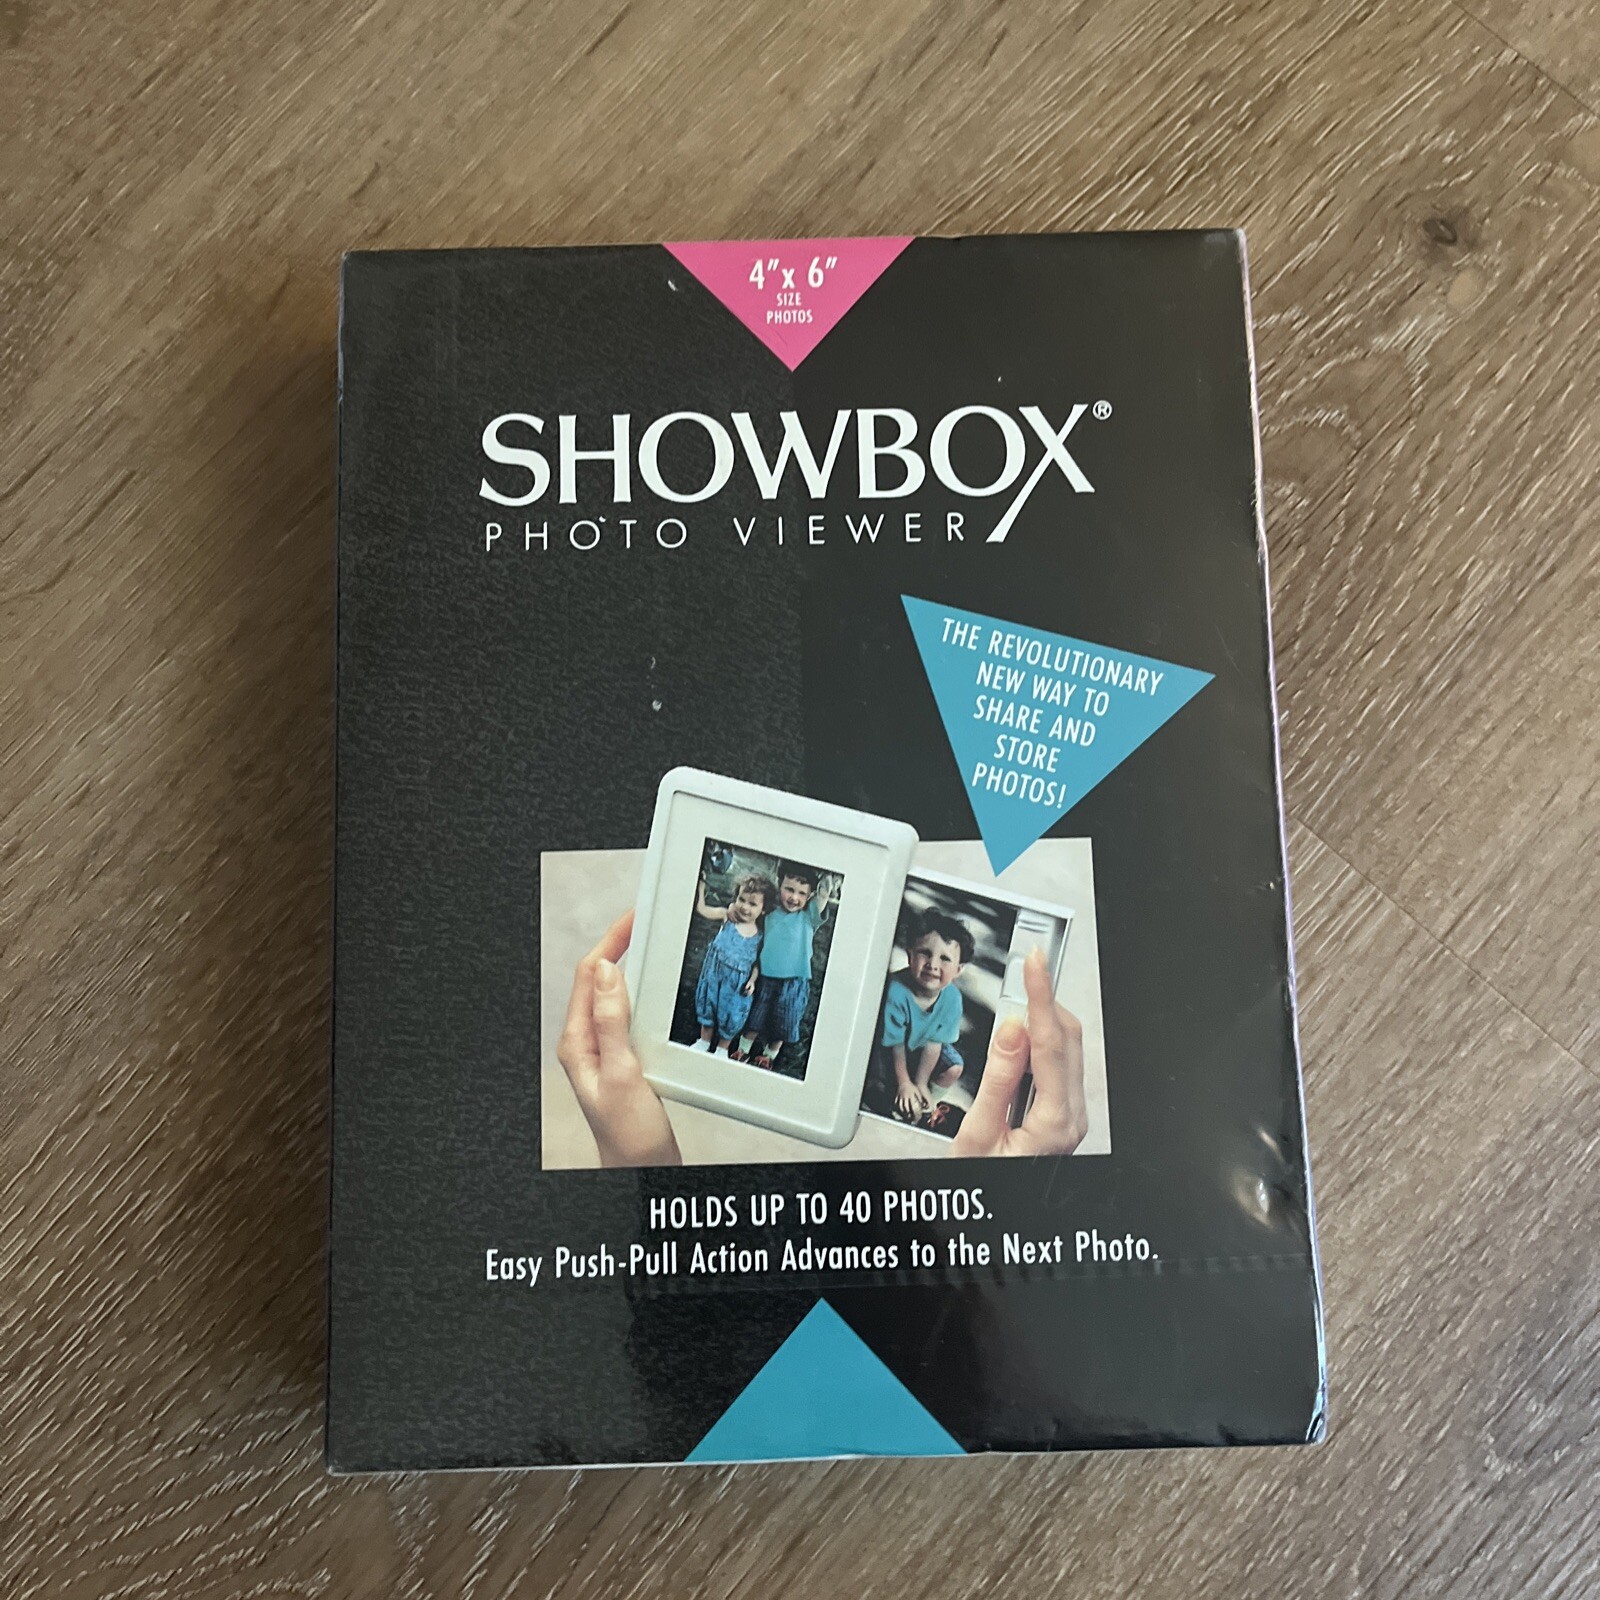 4" x 6"
SIZE
PHOTOS
SHOWBOX®
PHOTO VIEWER
THE REVOLUTIONARY
NEW WAY TO
SHARE AND
STORE
PHOTOS!
HOLDS UP TO 40 PHOTOS.
Easy Push-Pull Action Advances to the Next Photo.